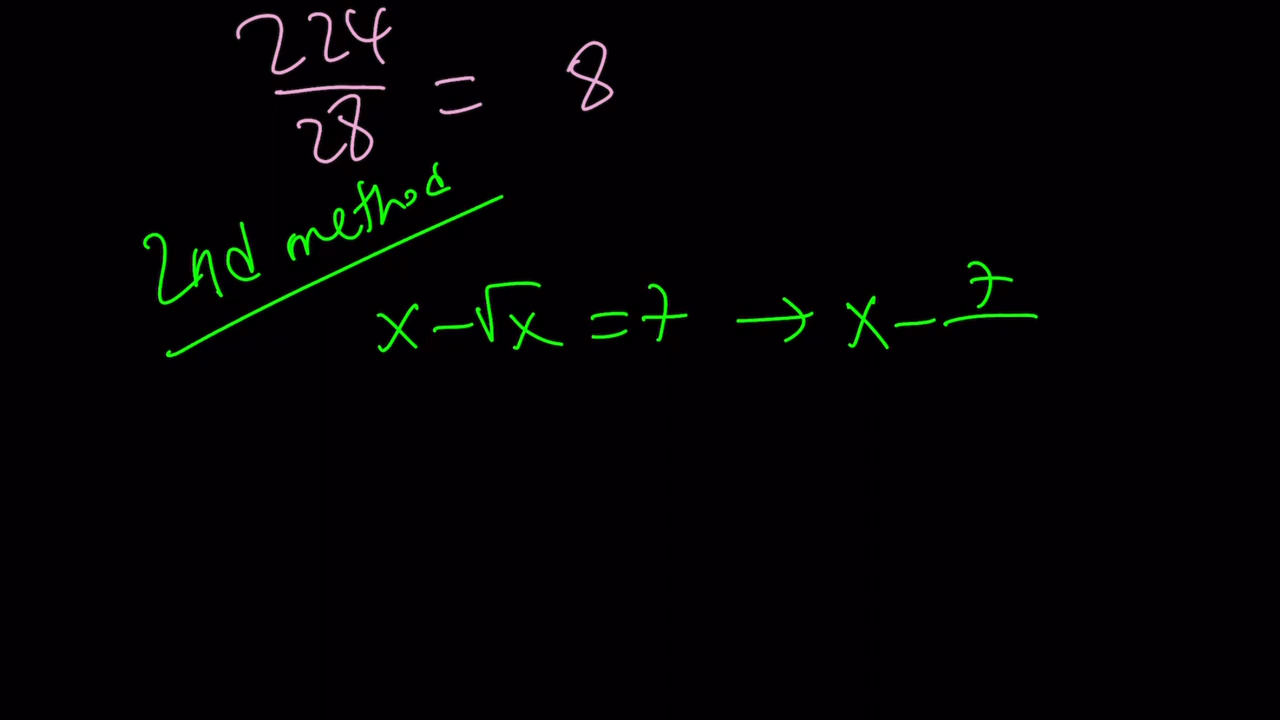 224/28 = 8
2nd method
x - √x = 7 → x - 7/